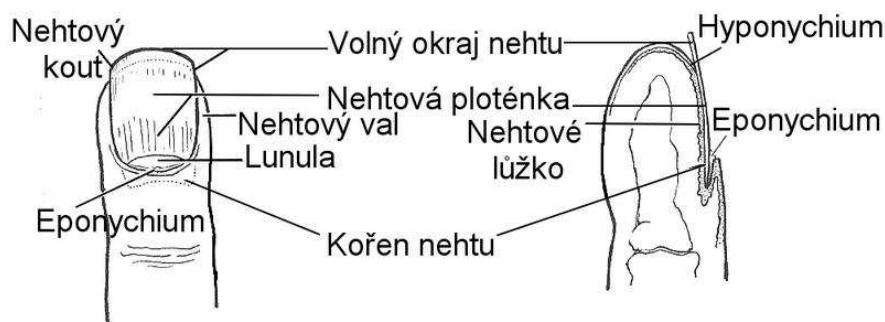 Nehtový
kout
Volný okraj nehtu
Hyponychium
Nehtová ploténka
Nehtový val
Nehtové
lůžko
Eponychium
Lunula
Eponychium
Kořen nehtu